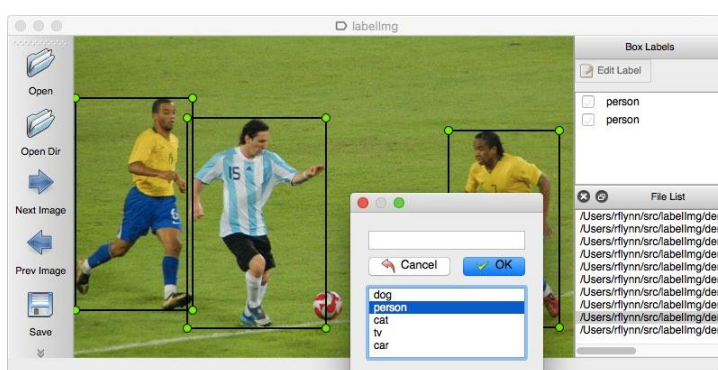 labelImg
Open
Open Dir
Next Image
Prev Image
Save
15
6
Cancel
OK
dog
person
cat
tv
car
Box Labels
Edit Label
person
person
File List
/Users/rflynn/src/labelImg/de
/Users/rflynn/src/labelImg/de
/Users/rflynn/src/labelImg/de
/Users/rflynn/src/labelImg/de
/Users/rflynn/src/labelImg/de
/Users/rflynn/src/labelImg/de
/Users/rflynn/src/labelImg/de
/Users/rflynn/src/labelImg/de
/Users/rflynn/src/labelImg/de
/Users/rflynn/src/labelImg/de